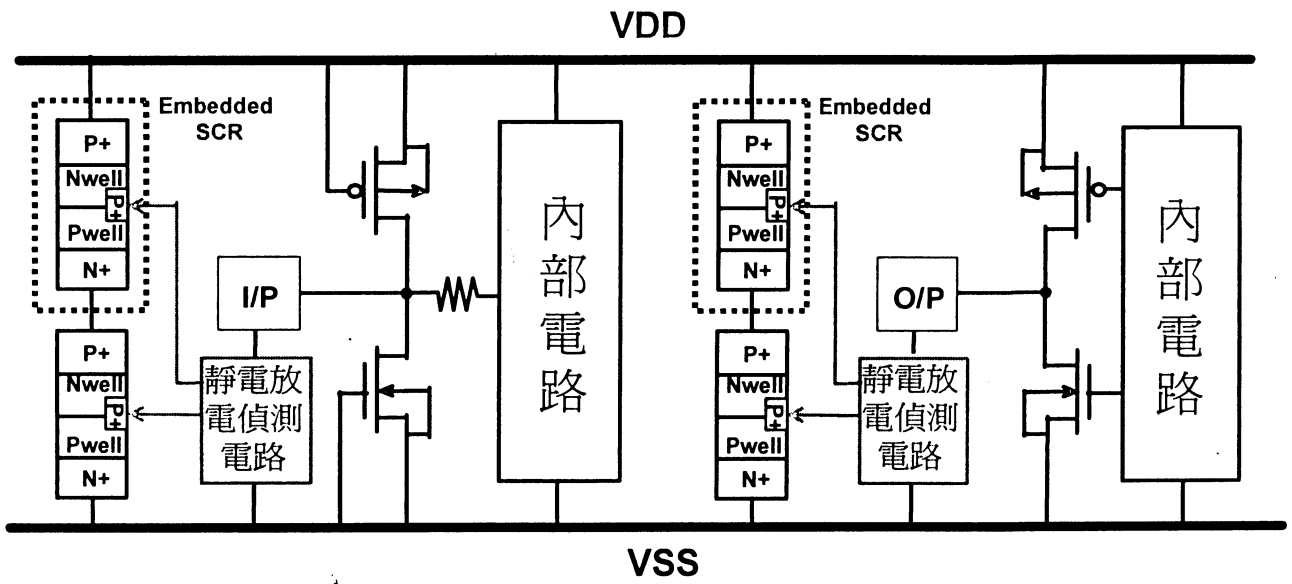 VDD
Embedded
SCR
P+
Nwell
P+
Pwell
N+
P+
Nwell
P+
Pwell
N+
I/P
靜電放
電偵測
電路
內
部
電
路
Embedded
SCR
P+
Nwell
P+
Pwell
N+
P+
Nwell
P+
Pwell
N+
O/P
靜電放
電偵測
電路
內
部
電
路
VSS